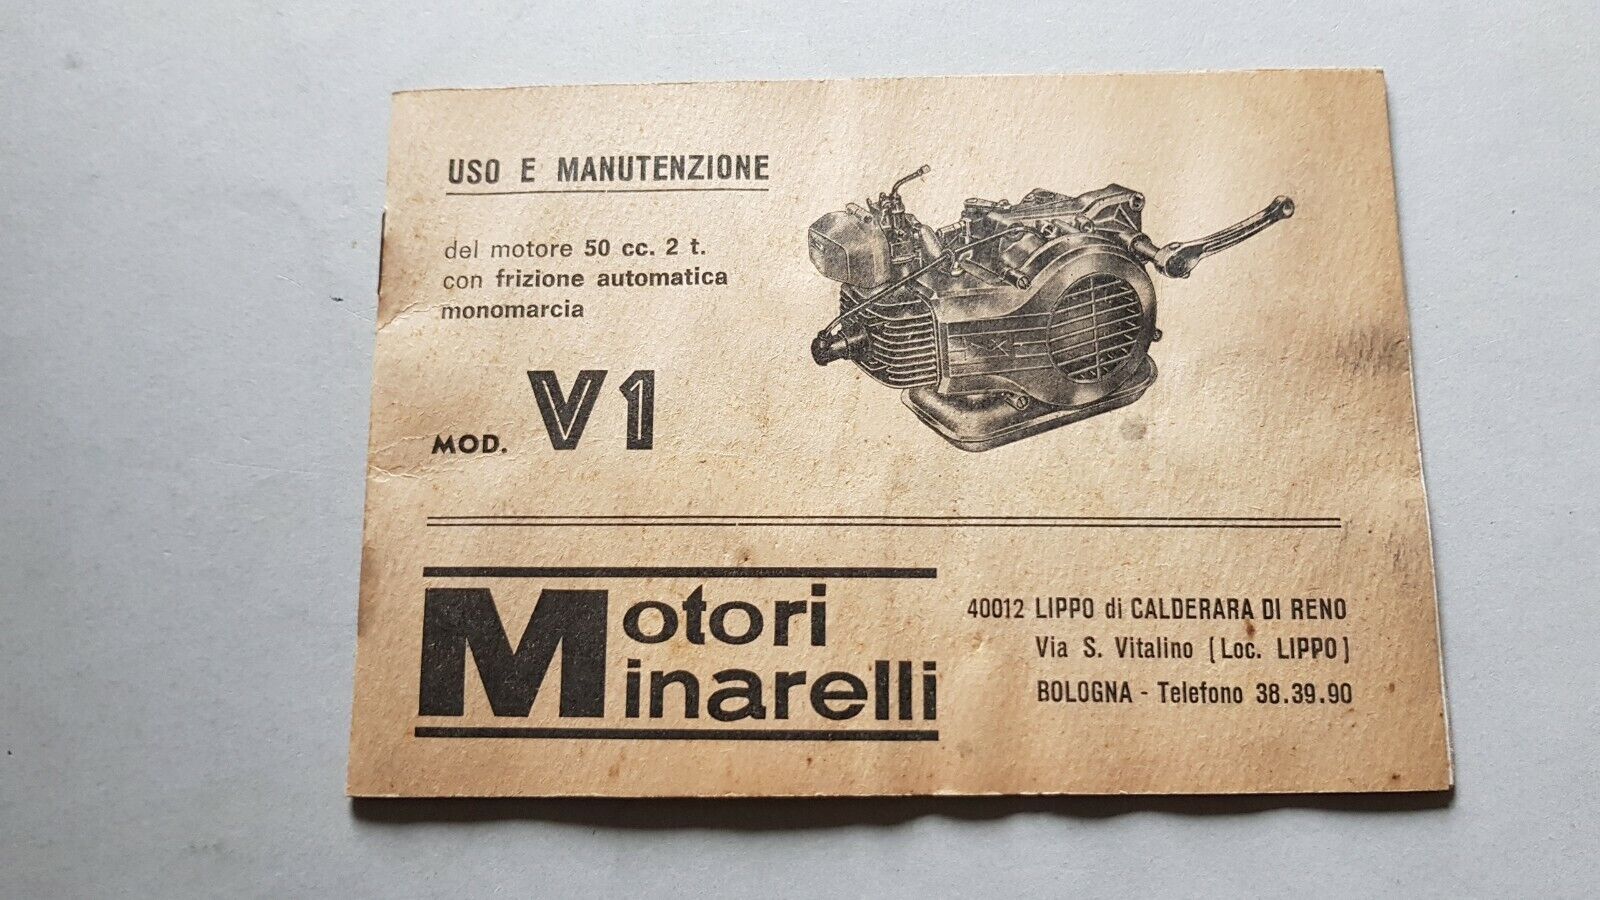 USO E MANUTENZIONE
del motore 50 cc. 2 t.
con frizione automatica
monomarcia
MOD. V1
Motori
Minarelli
40012 LIPPO di CALDERARA DI RENO
Via S. Vitalino [Loc. LIPPO]
BOLOGNA - Telefono 38.39.90